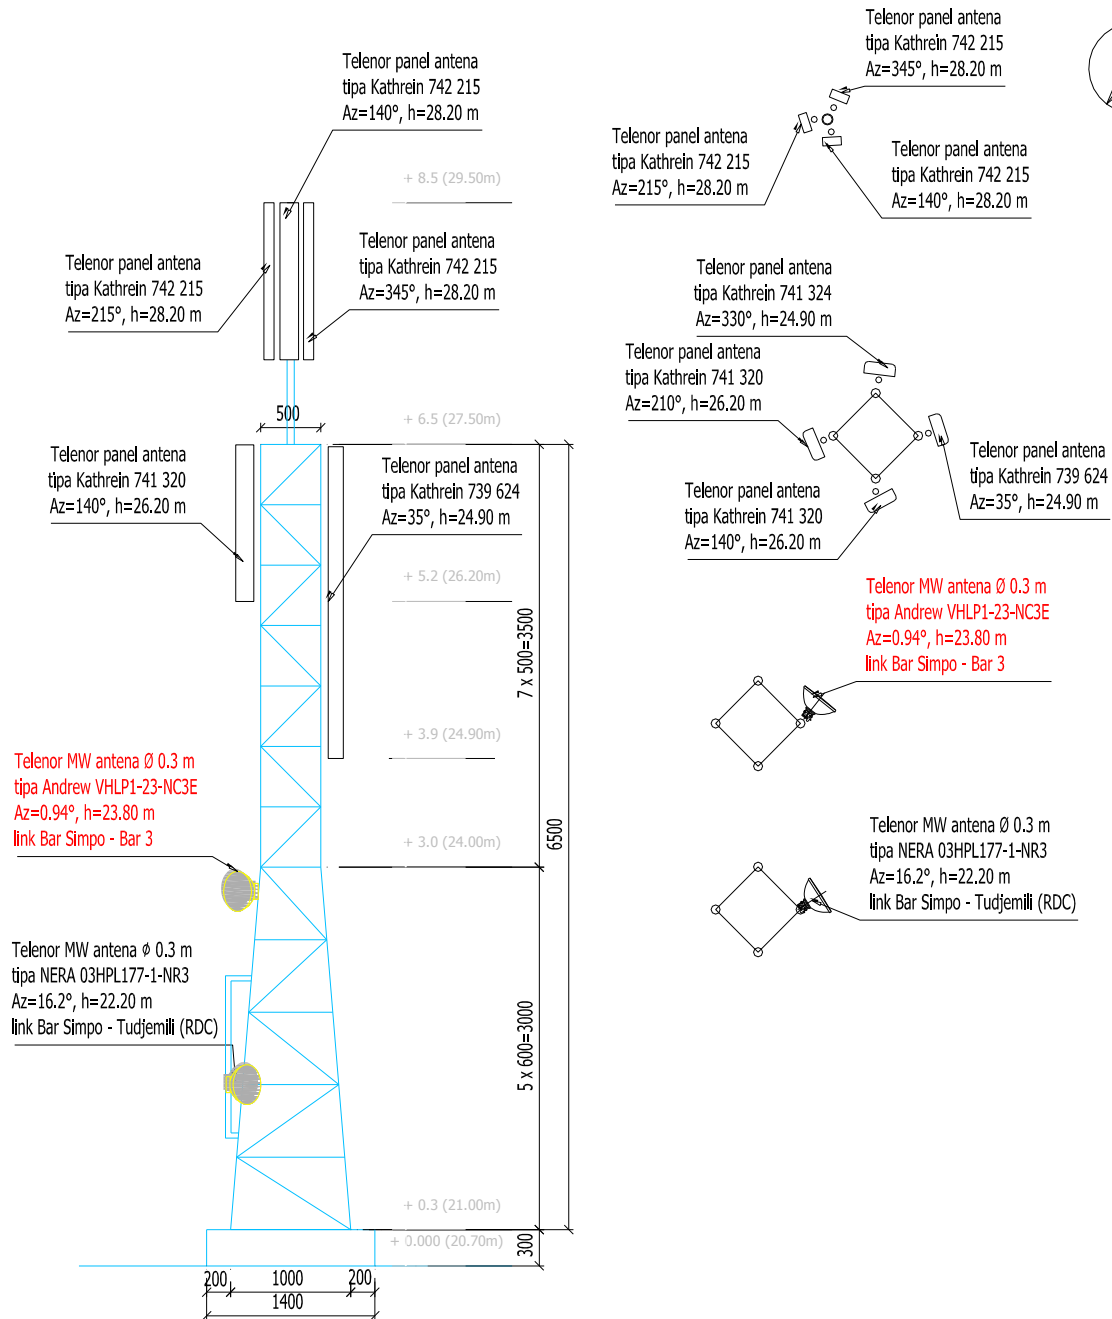 Telenor panel antena
tipa Kathrein 742 215
Az=140°, h=28.20 m
Telenor panel antena
tipa Kathrein 742 215
Az=215°, h=28.20 m
Telenor panel antena
tipa Kathrein 742 215
Az=345°, h=28.20 m
+ 8.5 (29.50m)
500
+ 6.5 (27.50m)
Telenor panel antena
tipa Kathrein 741 320
Az=140°, h=26.20 m
Telenor panel antena
tipa Kathrein 739 624
Az=35°, h=24.90 m
+ 5.2 (26.20m)
7 x 500=3500
+ 3.9 (24.90m)
Telenor MW antena Ø 0.3 m
tipa Andrew VHLP1-23-NC3E
Az=0.94°, h=23.80 m
link Bar Simpo - Bar 3
+ 3.0 (24.00m)
6500
Telenor MW antena ϕ 0.3 m
tipa NERA 03HPL177-1-NR3
Az=16.2°, h=22.20 m
link Bar Simpo - Tudjemili (RDC)
5 x 600=3000
+ 0.3 (21.00m)
+ 0.000 (20.70m)
300
200
1000
200
1400
Telenor panel antena
tipa Kathrein 742 215
Az=345°, h=28.20 m
Telenor panel antena
tipa Kathrein 742 215
Az=215°, h=28.20 m
Telenor panel antena
tipa Kathrein 742 215
Az=140°, h=28.20 m
Telenor panel antena
tipa Kathrein 741 324
Az=330°, h=24.90 m
Telenor panel antena
tipa Kathrein 741 320
Az=210°, h=26.20 m
Telenor panel antena
tipa Kathrein 739 624
Az=35°, h=24.90 m
Telenor panel antena
tipa Kathrein 741 320
Az=140°, h=26.20 m
Telenor MW antena Ø 0.3 m
tipa Andrew VHLP1-23-NC3E
Az=0.94°, h=23.80 m
link Bar Simpo - Bar 3
Telenor MW antena Ø 0.3 m
tipa NERA 03HPL177-1-NR3
Az=16.2°, h=22.20 m
link Bar Simpo - Tudjemili (RDC)